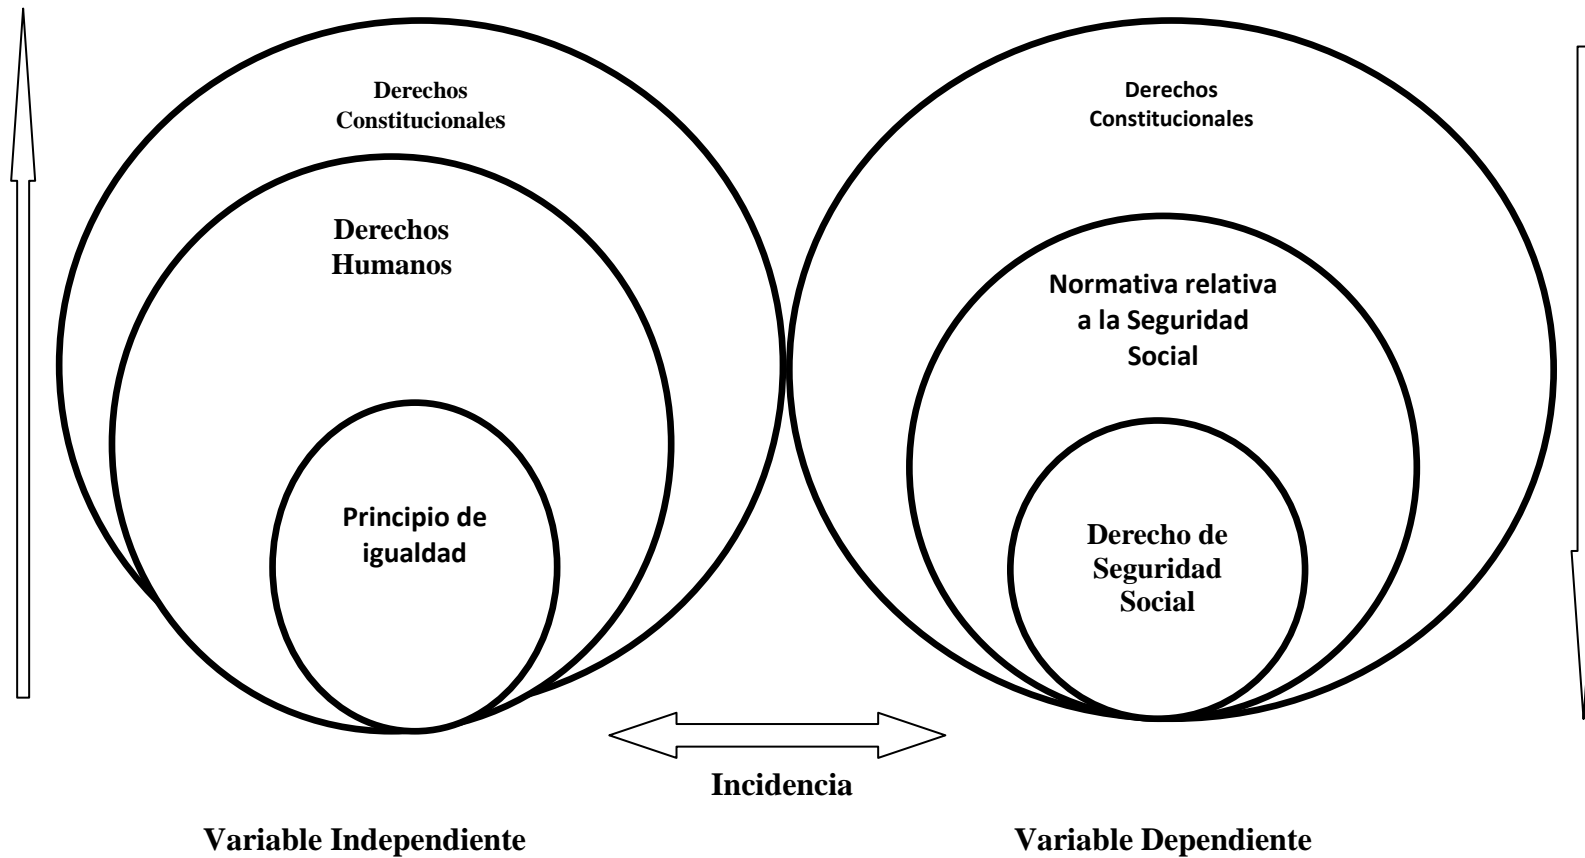 Derechos
Constitucionales
Derechos
Humanos
Principio de
igualdad
Derechos
Constitucionales
Normativa relativa
a la Seguridad
Social
Derecho de
Seguridad
Social
Incidencia
Variable Independiente
Variable Dependiente